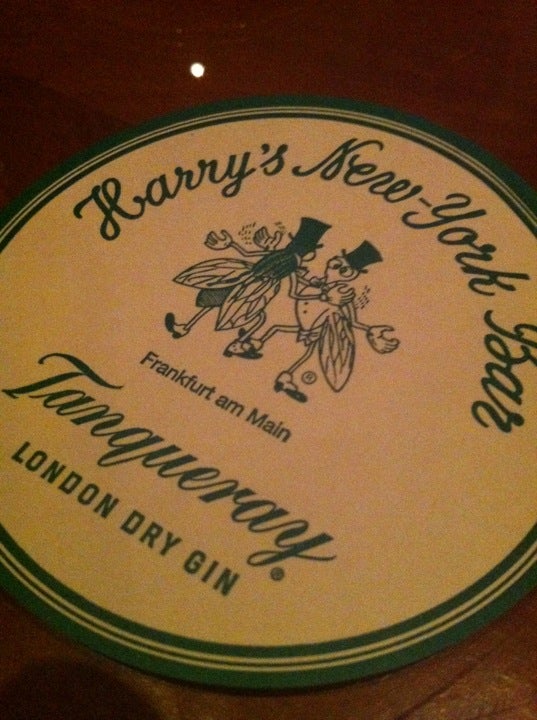 Harry's New-York Bar
®
Frankfurt am Main
Tanqueray®
LONDON DRY GIN